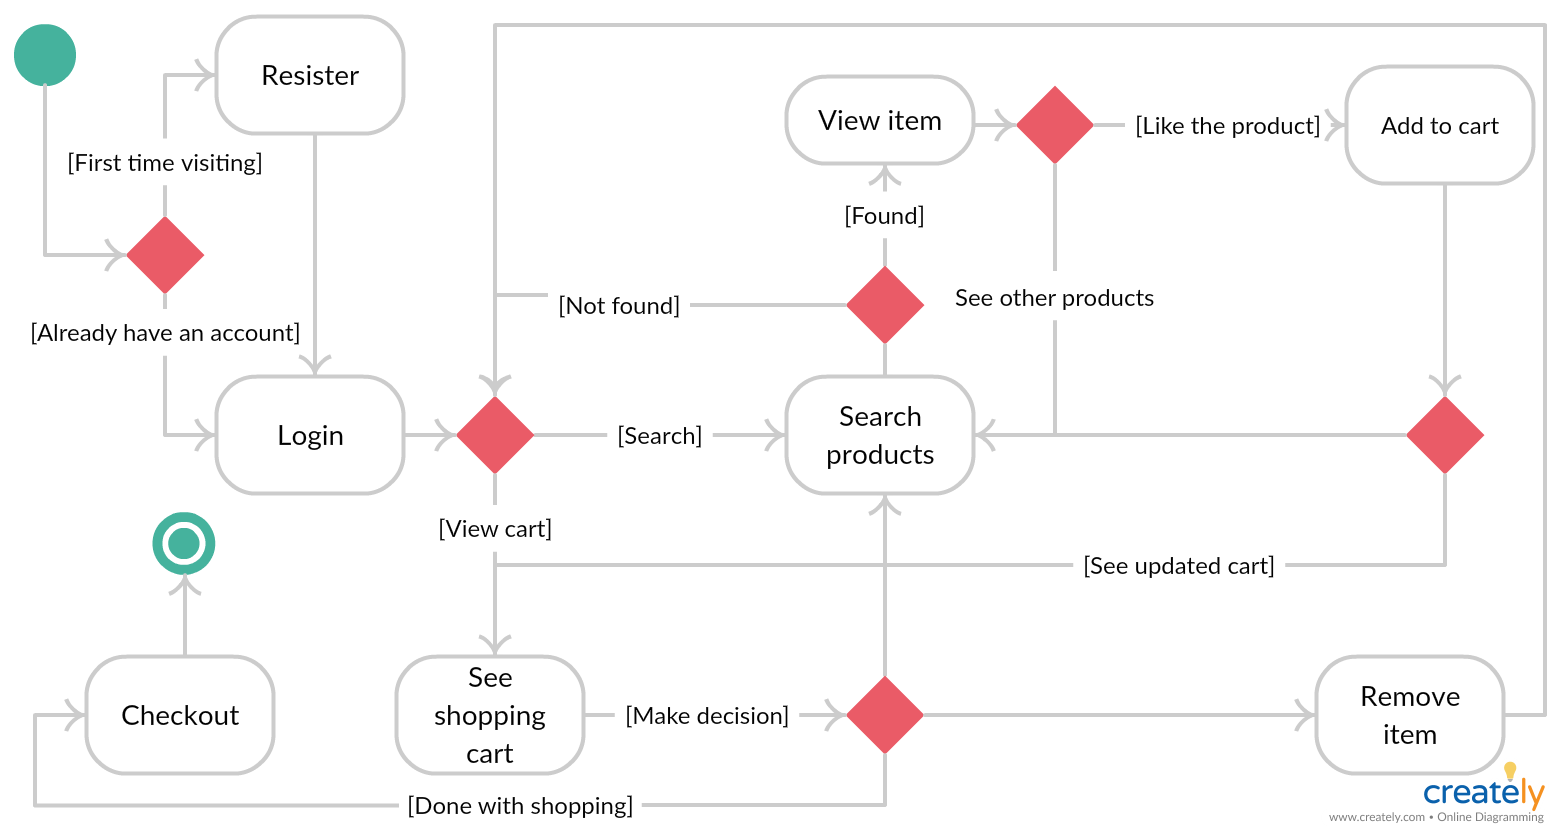 Resister
View item
[Like the product]
Add to cart
[First time visiting]
[Found]
[Not found]
See other products
[Already have an account]
Login
[Search]
Search
products
[View cart]
[See updated cart]
Checkout
See
shopping
cart
[Make decision]
Remove
item
[Done with shopping]
creately
www.creately.com • Online Diagramming